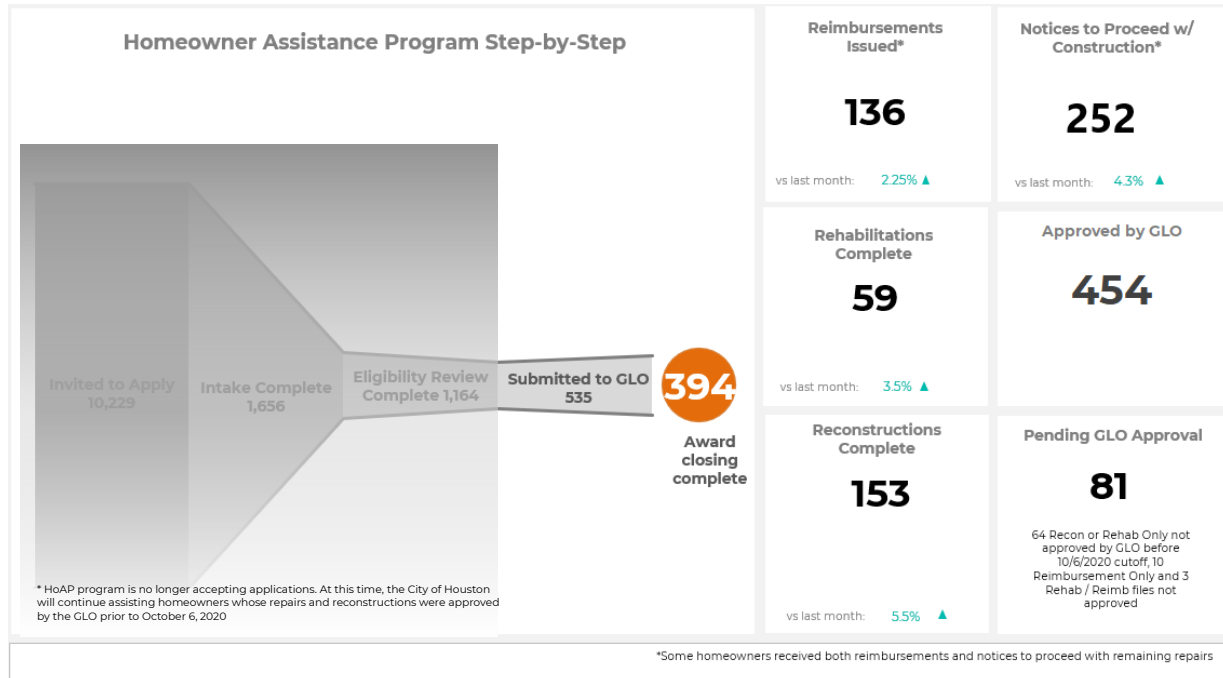 Homeowner Assistance Program Step-by-Step
Invited to Apply
10,229
Intake Complete
1,656
Eligibility Review
Complete 1,164
Submitted to GLO
535
394
Award
closing
complete
* HoAP program is no longer accepting applications. At this time, the City of Houston
will continue assisting homeowners whose repairs and reconstructions were approved
by the GLO prior to October 6, 2020
Reimbursements
Issued*
136
vs last month: 2.25% ▲
Notices to Proceed w/
Construction*
252
vs last month: 4.3% ▲
Rehabilitations
Complete
59
vs last month: 3.5% ▲
Approved by GLO
454
Reconstructions
Complete
153
vs last month: 5.5% ▲
Pending GLO Approval
81
64 Recon or Rehab Only not
approved by GLO before
10/6/2020 cutoff, 10
Reimbursement Only and 3
Rehab / Reimb files not
approved
*Some homeowners received both reimbursements and notices to proceed with remaining repairs